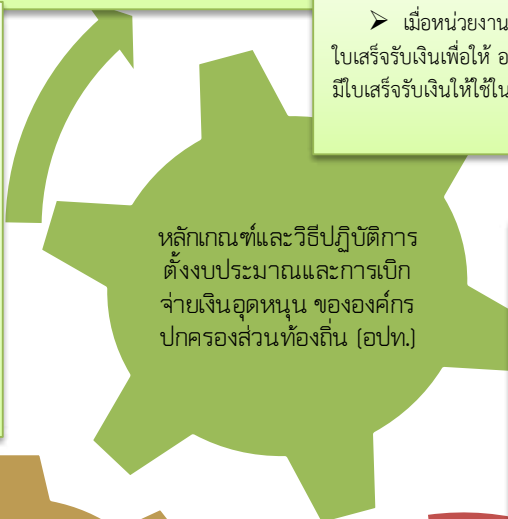 ➢ เมื่อหน่วยงาน
ใบเสร็จรับเงินเพื่อให้ อ
มีใบเสร็จรับเงินให้ใช้ใน
หลักเกณฑ์และวิธีปฏิบัติการ
ตั้งงบประมาณและการเบิก
จ่ายเงินอุดหนุน ขององค์กร
ปกครองส่วนท้องถิ่น (อปท.)